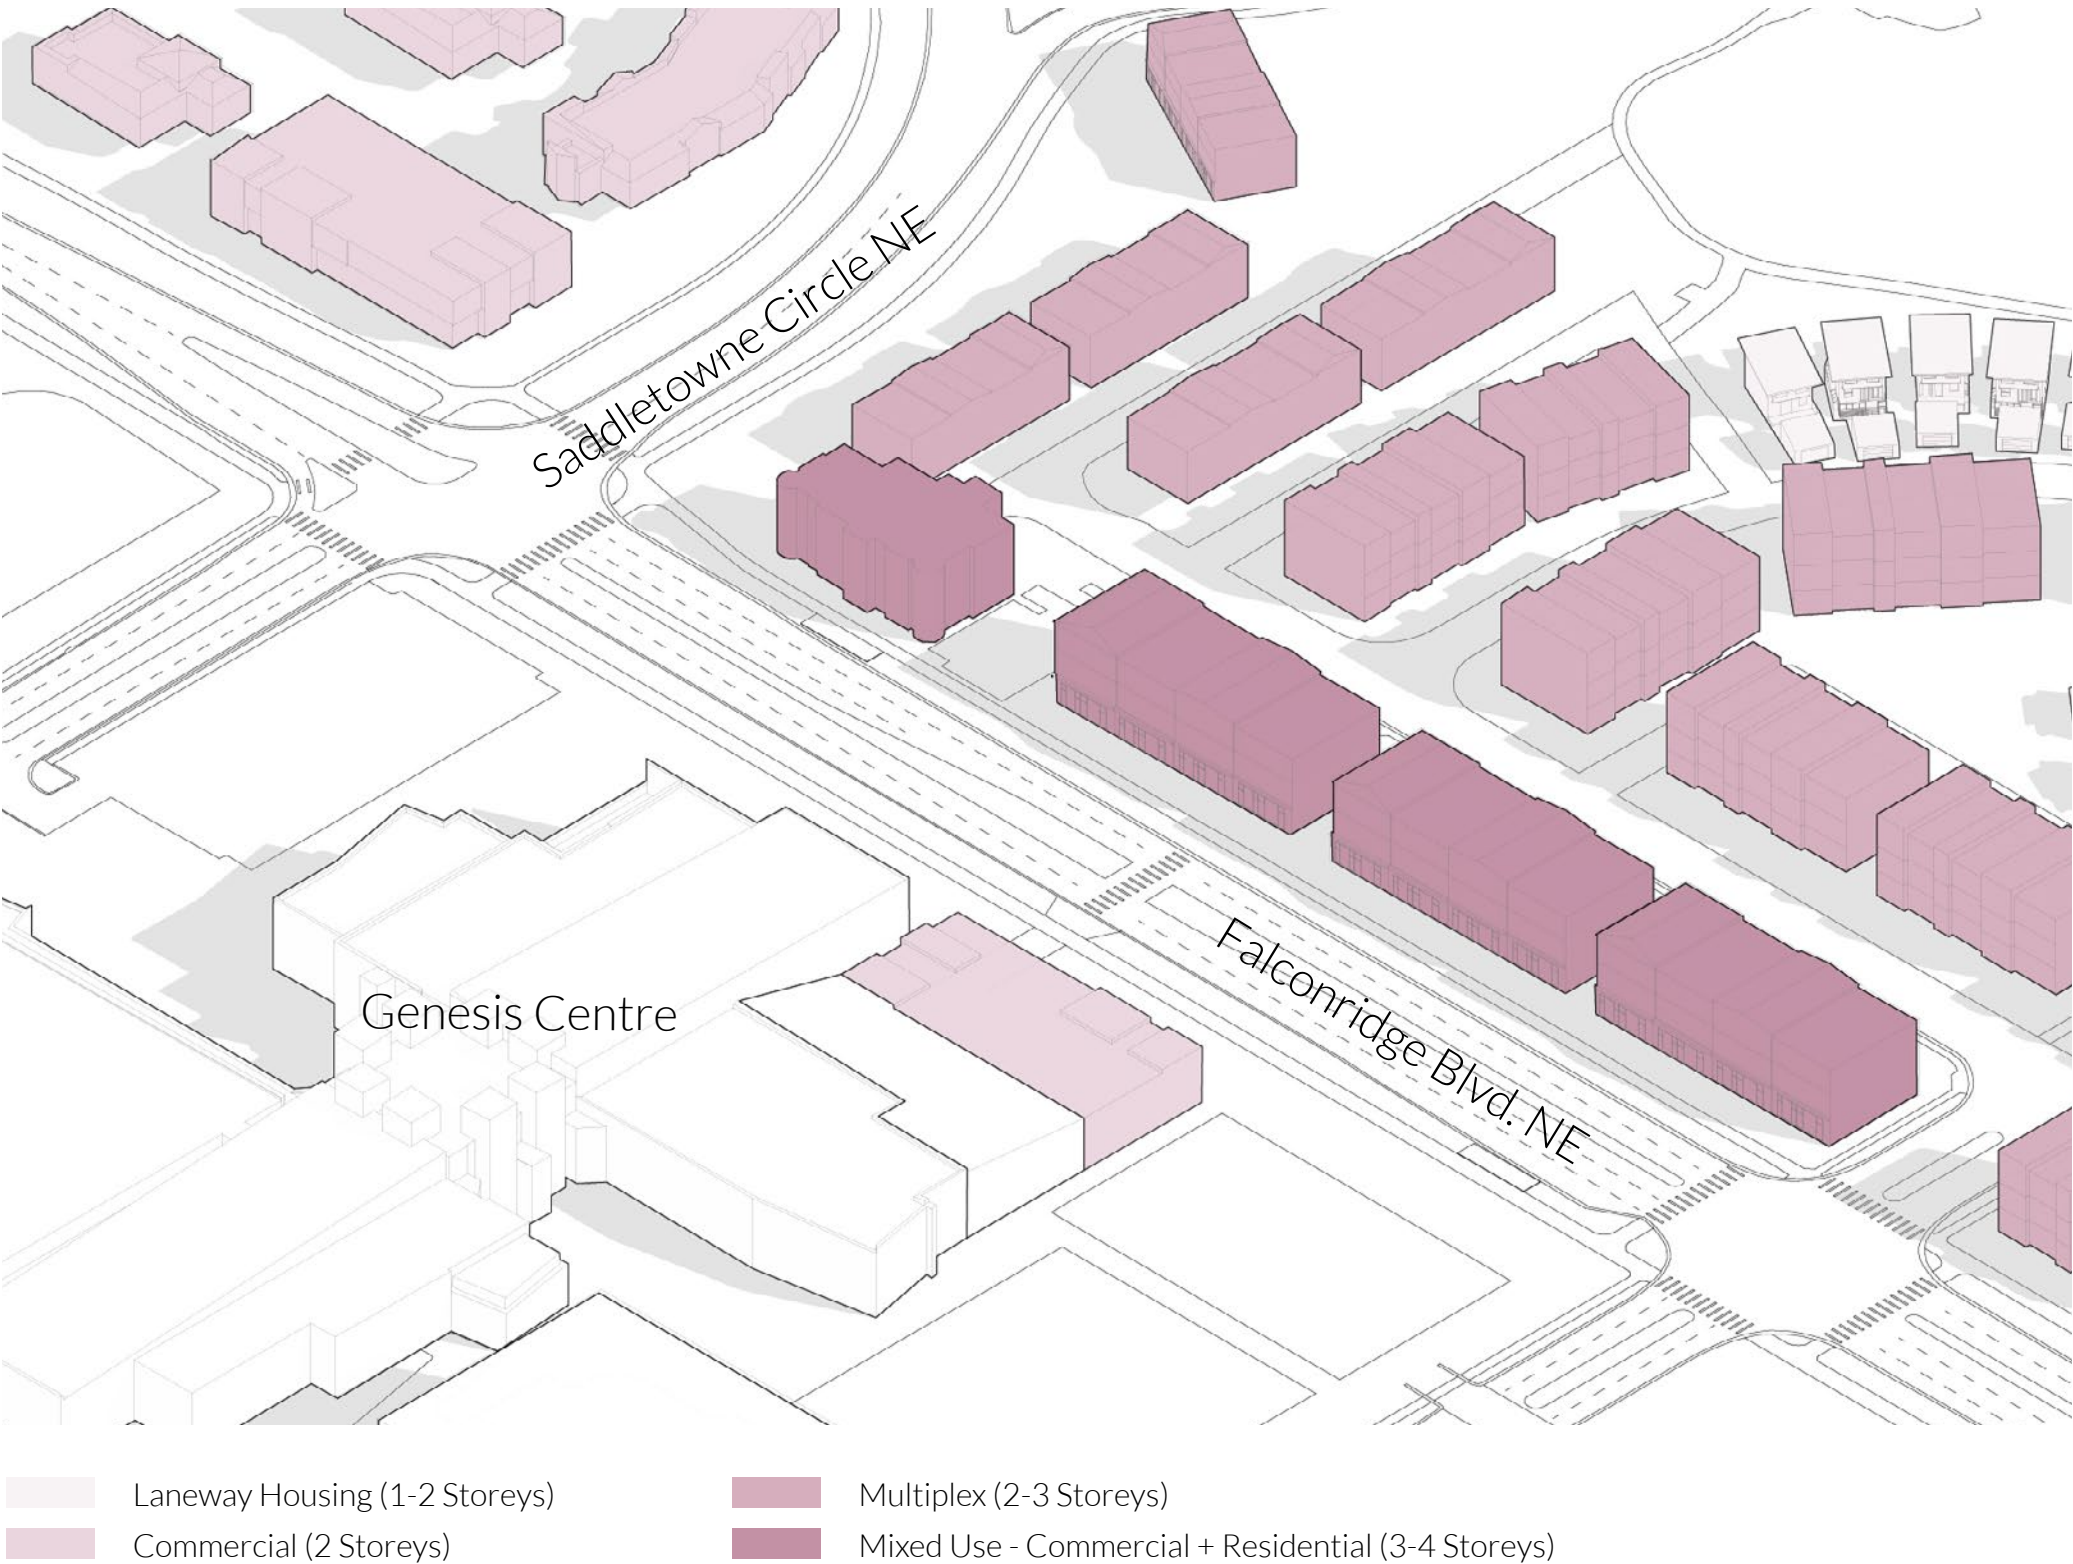 Saddletowne Circle NE
Falconridge Blvd. NE
Genesis Centre
Laneway Housing (1-2 Storeys)
Commercial (2 Storeys)
Multiplex (2-3 Storeys)
Mixed Use - Commercial + Residential (3-4 Storeys)